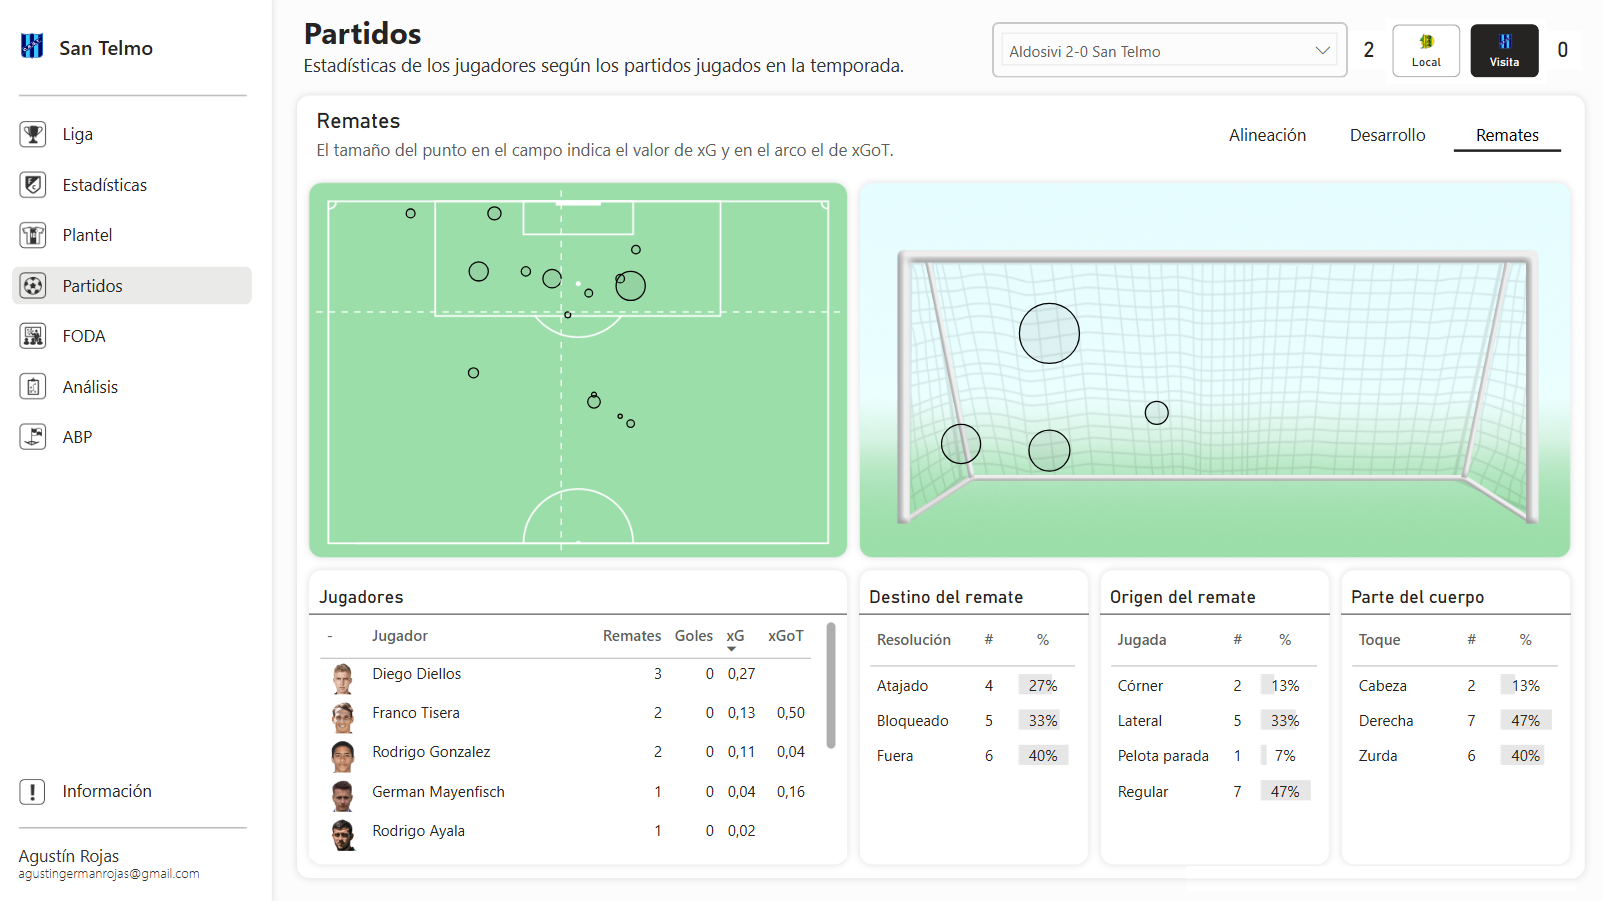 San Telmo
Liga
Estadísticas
Plantel
Partidos
FODA
Análisis
ABP
Información
Agustín Rojas
agustingermanrojas@gmail.com
Partidos
Estadísticas de los jugadores según los partidos jugados en la temporada.
Aldosivi 2-0 San Telmo
2
Local
Visita
0
Remates
El tamaño del punto en el campo indica el valor de xG y en el arco el de xGoT.
Alineación Desarrollo Remates
Jugadores
- Jugador Remates Goles xG xGoT
Diego Diellos 3 0 0,27
Franco Tisera 2 0 0,13 0,50
Rodrigo Gonzalez 2 0 0,11 0,04
German Mayenfisch 1 0 0,04 0,16
Rodrigo Ayala 1 0 0,02
Destino del remate
Resolución # %
Atajado 4 27%
Bloqueado 5 33%
Fuera 6 40%
Origen del remate
Jugada # %
Córner 2 13%
Lateral 5 33%
Pelota parada 1 7%
Regular 7 47%
Parte del cuerpo
Toque # %
Cabeza 2 13%
Derecha 7 47%
Zurda 6 40%